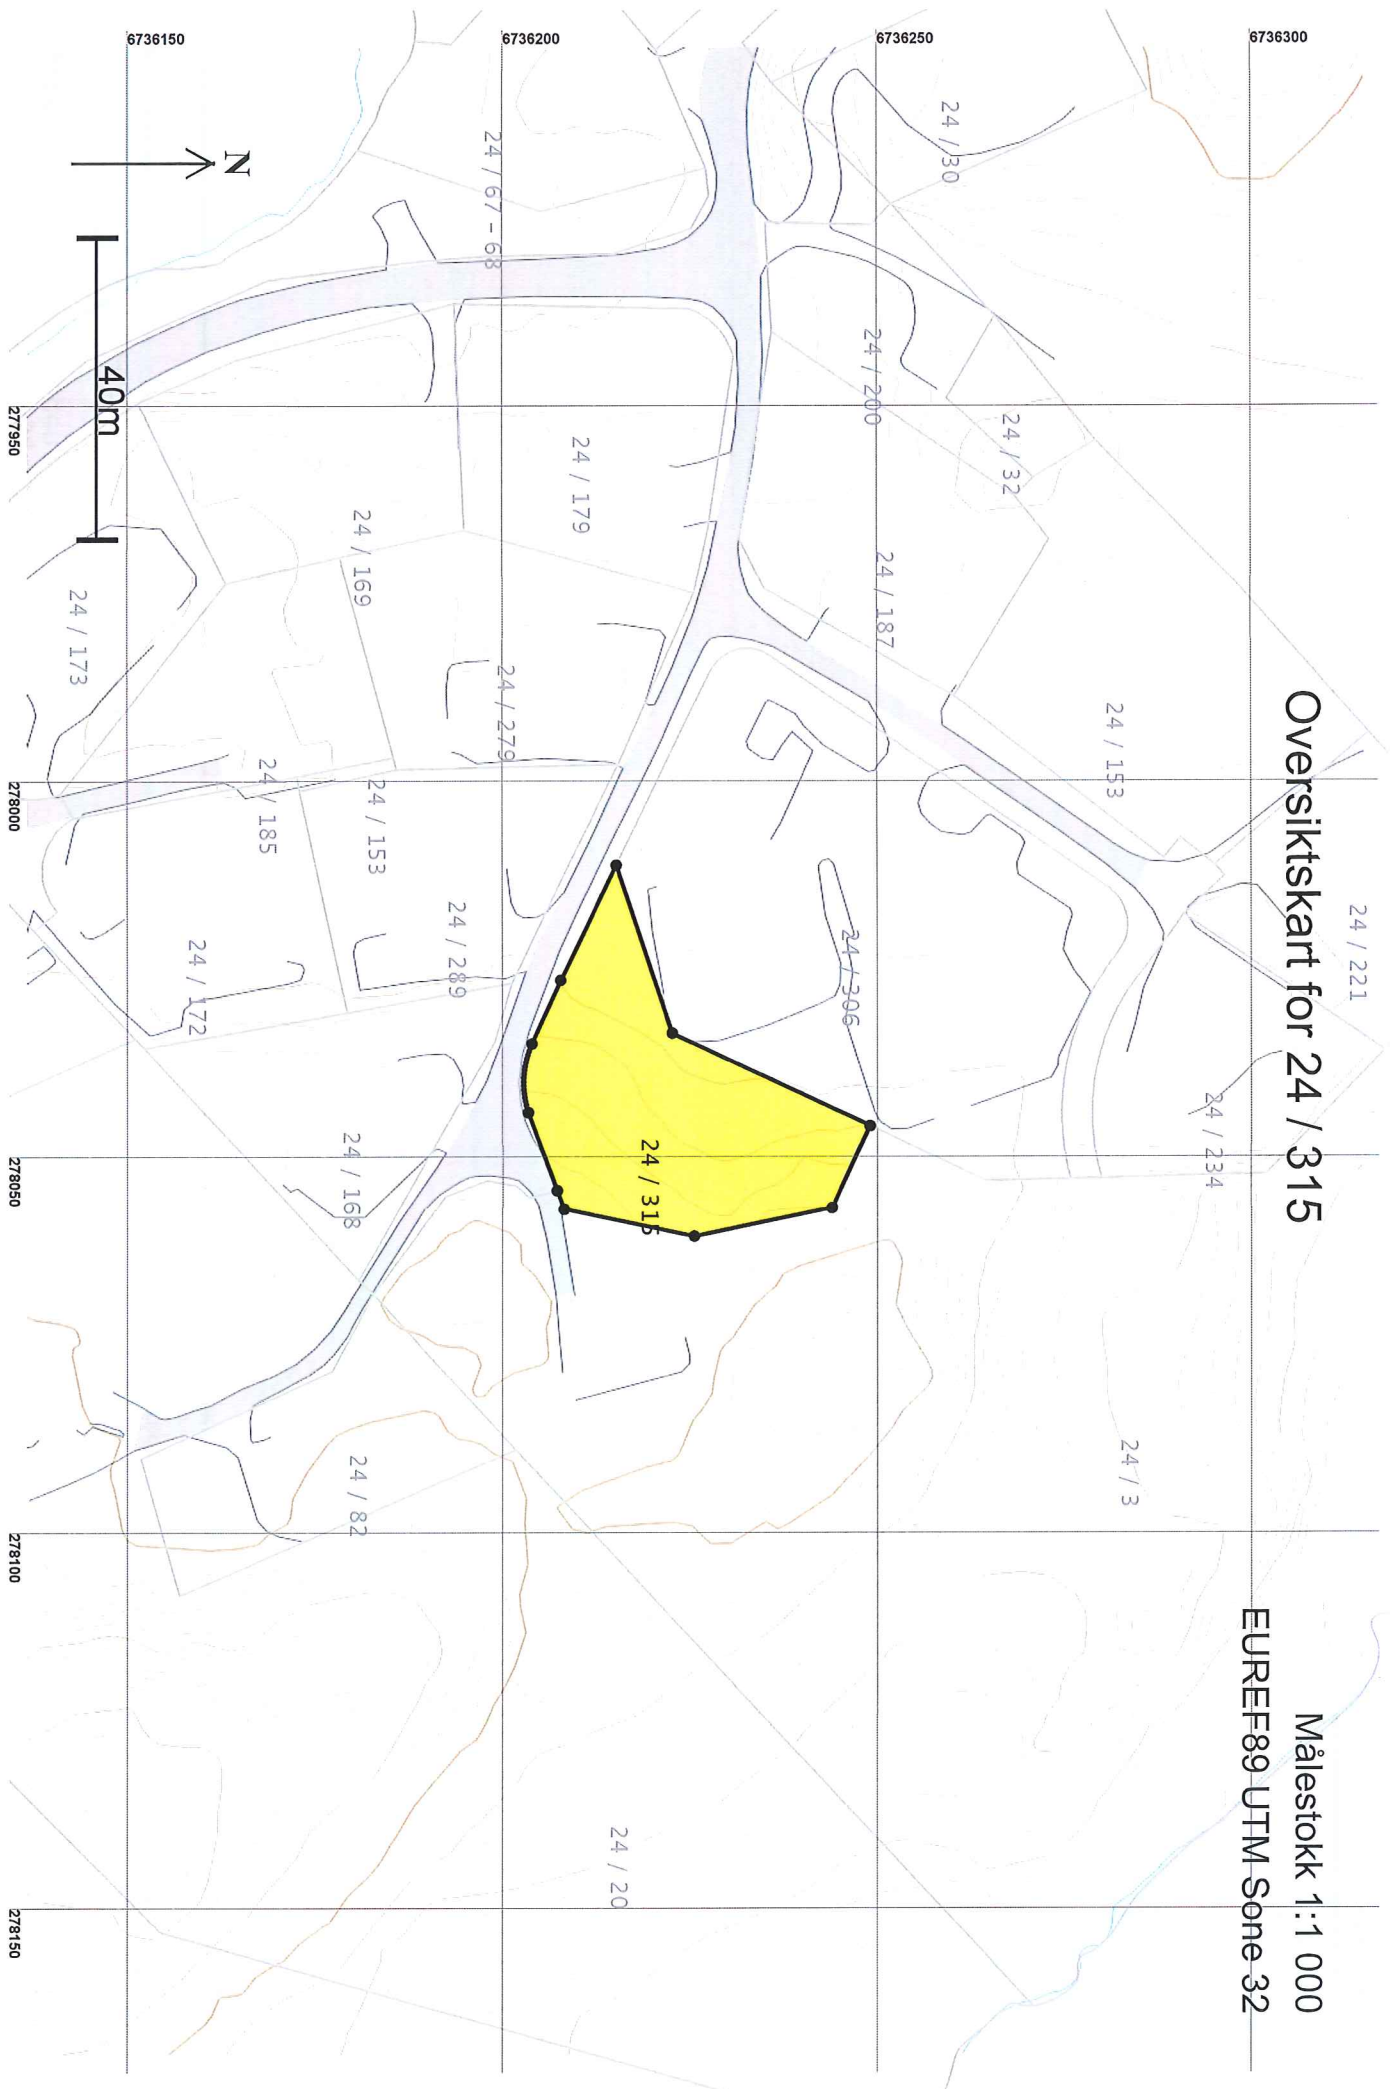 Oversiktskart for 24 / 315
Målestokk 1:1 000
EUREF89 UTM Sone 32
6736150
6736200
6736250
6736300
277950
278000
278050
278100
278150
N
40m
24 / 30
24 / 67 - 68
24 / 200
24 / 32
24 / 179
24 / 169
24 / 187
24 / 173
24 / 279
24 / 153
24 / 185
24 / 153
24 / 221
24 / 289
24 / 306
24 / 172
24 / 234
24 / 168
24 / 315
24 / 3
24 / 82
24 / 20